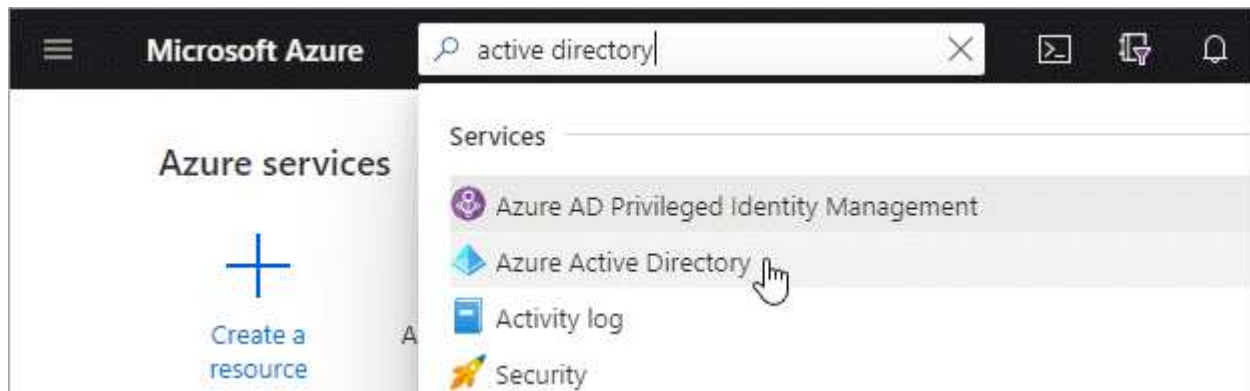 Microsoft Azure
active directory
Azure services
Create a
resource
A
Services
Azure AD Privileged Identity Management
Azure Active Directory
Activity log
Security